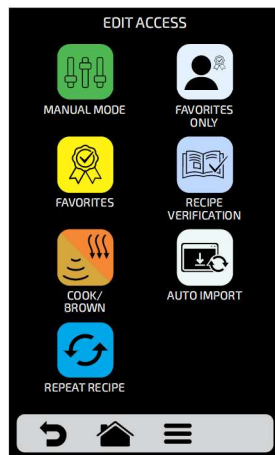 EDIT ACCESS
MANUAL MODE
FAVORITES
ONLY
FAVORITES
RECIPE
VERIFICATION
COOK/
BROWN
AUTO IMPORT
REPEAT RECIPE